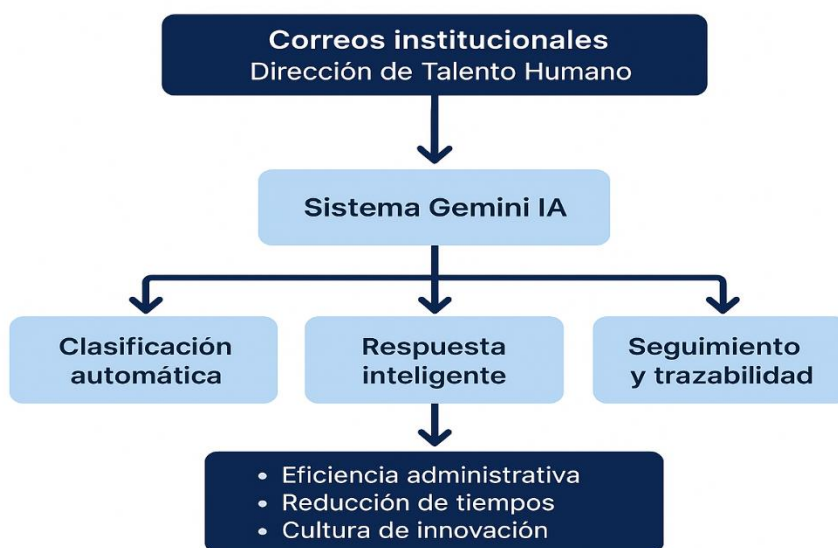 Correos institucionales
Dirección de Talento Humano
Sistema Gemini IA
Clasificación
automática
Respuesta
inteligente
Seguimiento
y trazabilidad
• Eficiencia administrativa
• Reducción de tiempos
• Cultura de innovación